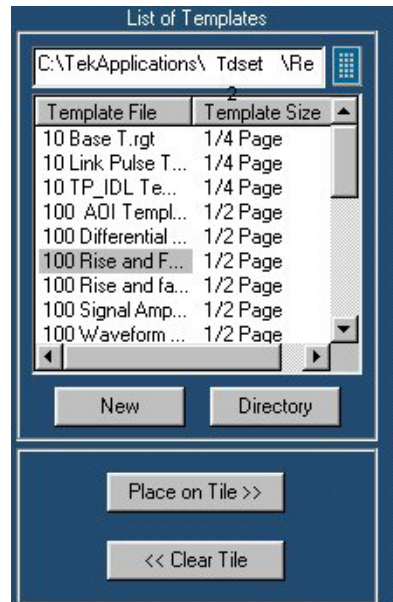 List of Templates
C:\TekApplications\ Tdset \Re
2
Template File Template Size
10 Base T.rgt 1/4 Page
10 Link Pulse T... 1/4 Page
10 TP_IDL Te... 1/4 Page
100 AOI Templ... 1/2 Page
100 Differential ... 1/2 Page
100 Rise and F... 1/2 Page
100 Rise and fa... 1/2 Page
100 Signal Amp... 1/2 Page
100 Waveform ... 1/2 Page
New Directory
Place on Tile >>
<< Clear Tile